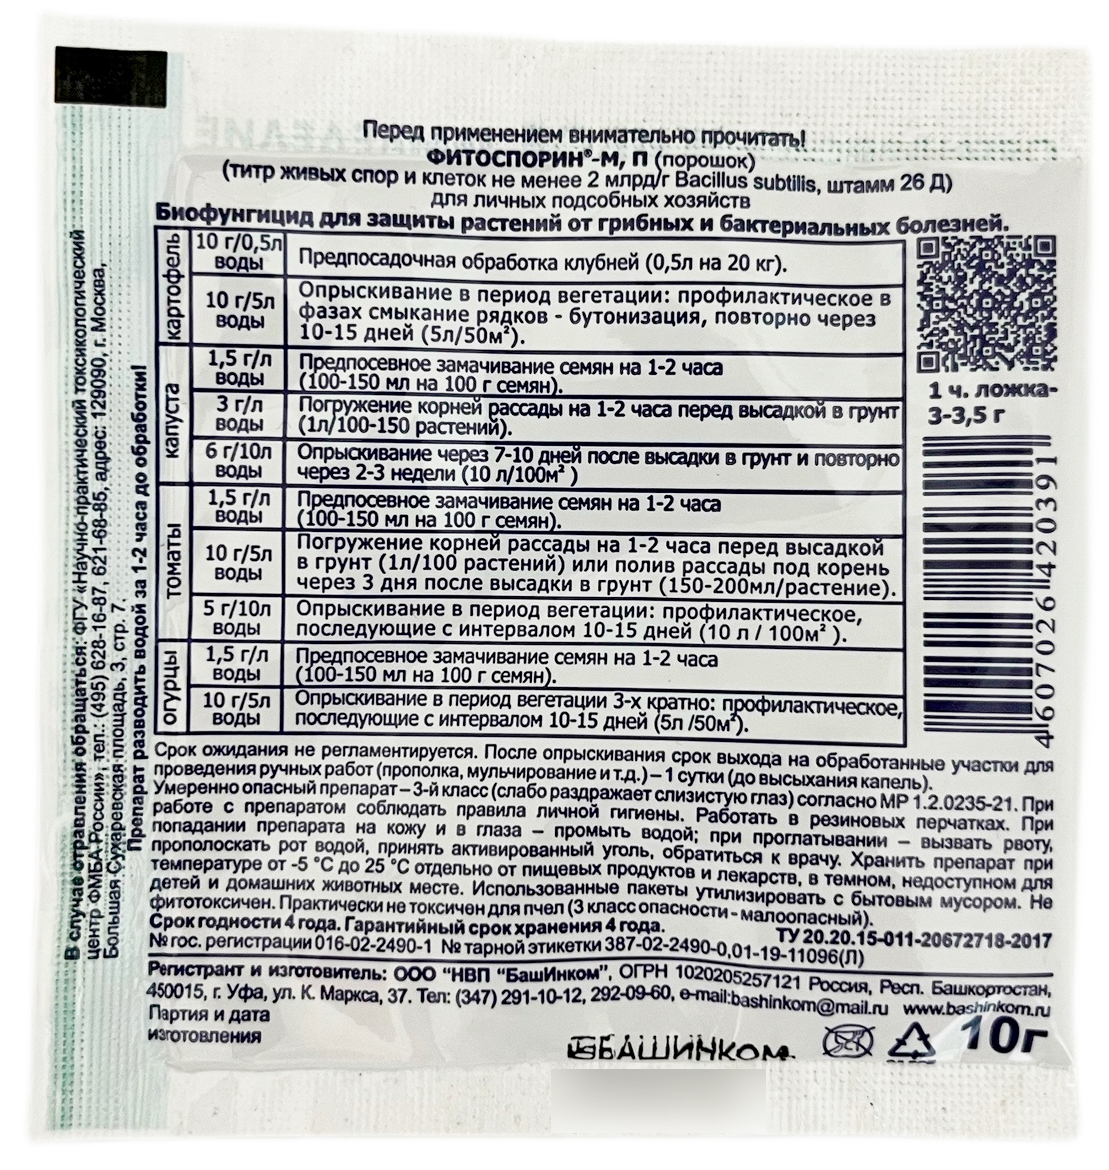 Перед применением внимательно прочитать!
ФИТОСПОРИН®-М, П (порошок)
(титр живых спор и клеток не менее 2 млрд/г Bacillus subtilis, штамм 26 Д)
для личных подсобных хозяйств
Биофунгицид для защиты растений от грибных и бактериальных болезней.
картофель
10 г/0,5л
воды
Предпосадочная обработка клубней (0,5л на 20 кг).
10 г/5л
воды
Опрыскивание в период вегетации: профилактическое в
фазах смыкание рядков - бутонизация, повторно через
10-15 дней (5л/50м²).
капуста
1,5 г/л
воды
Предпосевное замачивание семян на 1-2 часа
(100-150 мл на 100 г семян).
3 г/л
воды
Погружение корней рассады на 1-2 часа перед высадкой в грунт
(1л/100-150 растений).
6 г/10л
воды
Опрыскивание через 7-10 дней после высадки в грунт и повторно
через 2-3 недели (10 л/100м² )
томаты
1,5 г/л
воды
Предпосевное замачивание семян на 1-2 часа
(100-150 мл на 100 г семян).
10 г/5л
воды
Погружение корней рассады на 1-2 часа перед высадкой
в грунт (1л/100 растений) или полив рассады под корень
через 3 дня после высадки в грунт (150-200мл/растение).
5 г/10л
воды
Опрыскивание в период вегетации: профилактическое,
последующие с интервалом 10-15 дней (10 л / 100м² ).
огурцы
1,5 г/л
воды
Предпосевное замачивание семян на 1-2 часа
(100-150 мл на 100 г семян).
10 г/5л
воды
Опрыскивание в период вегетации 3-х кратно: профилактическое,
последующие с интервалом 10-15 дней (5л /50м²).
1 ч. ложка-
3-3,5 г
4 607026 420391
Срок ожидания не регламентируется. После опрыскивания срок выхода на обработанные участки для
проведения ручных работ (прополка, мульчирование и т.д.) – 1 сутки (до высыхания капель).
Умеренно опасный препарат – 3-й класс (слабо раздражает слизистую глаз) согласно МР 1.2.0235-21. При
работе с препаратом соблюдать правила личной гигиены. Работать в резиновых перчатках. При
попадании препарата на кожу и в глаза – промыть водой; при проглатывании – вызвать рвоту,
прополоскать рот водой, принять активированный уголь, обратиться к врачу. Хранить препарат при
температуре от -5 °С до 25 °С отдельно от пищевых продуктов и лекарств, в темном, недоступном для
детей и домашних животных месте. Использованные пакеты утилизировать с бытовым мусором. Не
фитотоксичен. Практически не токсичен для пчел (3 класс опасности - малоопасный).
Срок годности 4 года. Гарантийный срок хранения 4 года.
ТУ 20.20.15-011-20672718-2017
№ гос. регистрации 016-02-2490-1 № тарной этикетки 387-02-2490-0,01-19-11096(Л)
Регистрант и изготовитель: ООО "НВП "БашИнком", ОГРН 1020205257121 Россия, Респ. Башкортостан,
450015, г. Уфа, ул. К. Маркса, 37. Тел: (347) 291-10-12, 292-09-60, e-mail:bashinkom@mail.ru www.bashinkom.ru
Партия и дата
изготовления
БАШИНКОМ
10г
В случае отравления обращаться: ФГУ «Научно-практический токсикологический
центр ФМБА России», тел.: (495) 628-16-87, 621-68-85, адрес: 129090, г. Москва,
Большая Сухаревская площадь, 3, стр. 7.
Препарат разводить водой за 1-2 часа до обработки!